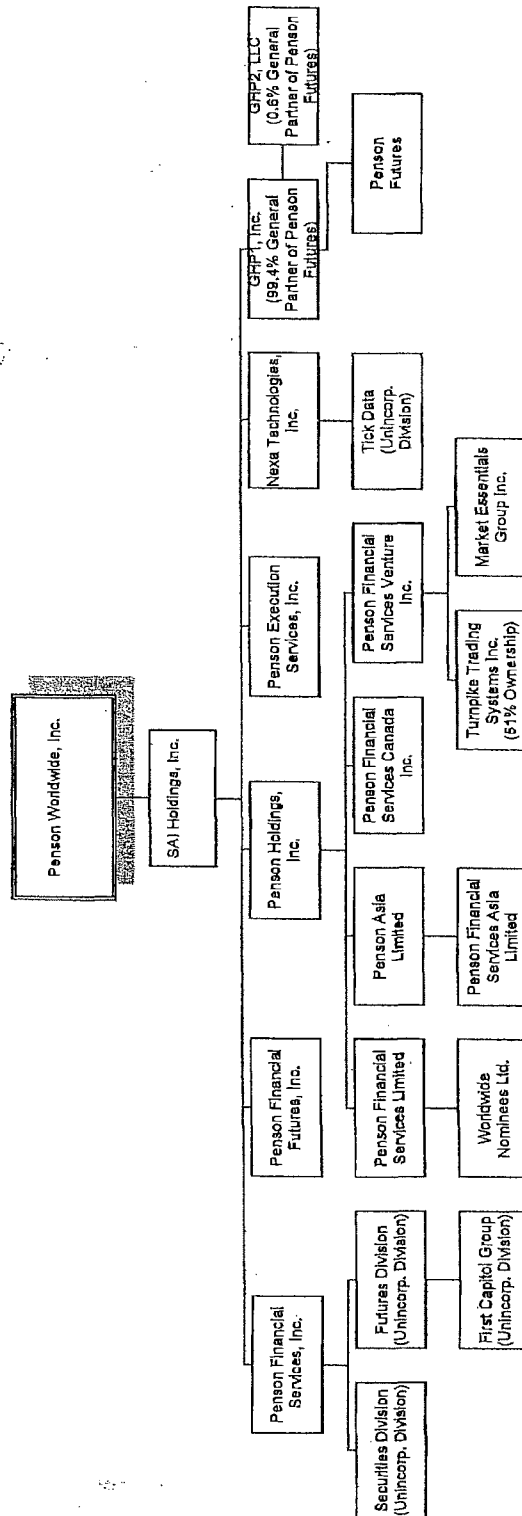 Penson Worldwide, Inc.
SAI Holdings, Inc.
Penson Financial
Services, Inc.
Penson Financial
Futures, Inc.
Penson Holdings,
Inc.
Penson Execution
Services, Inc.
Nexa Technologies,
Inc.
GHP1, Inc.
(99.4% General
Partner of Penson
Futures)
GHP2, LLC
(0.6% General
Partner of Penson
Futures)
Securities Division
(Unincorp. Division)
Futures Division
(Unincorp. Division)
Penson Financial
Services Limited
Penson Asia
Limited
Penson Financial
Services Canada
Inc.
Penson Financial
Services Venture
Inc.
Tick Data
(Unincorp.
Division)
Penson
Futures
First Capitol Group
(Unincorp. Division)
Worldwide
Nominees Ltd.
Penson Financial
Services Asia
Limited
Turnpike Trading
Systems Inc.
(51% Ownership)
Market Essentials
Group Inc.